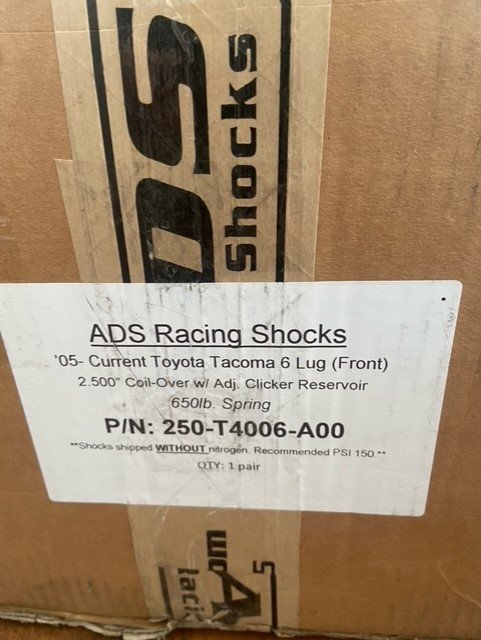 DS
Shocks
ADS Racing Shocks
'05- Current Toyota Tacoma 6 Lug (Front)
2.500" Coil-Over w/ Adj. Clicker Reservoir
650lb. Spring
P/N: 250-T4006-A00
**Shocks shipped WITHOUT nitrogen. Recommended PSI 150.**
QTY: 1 pair